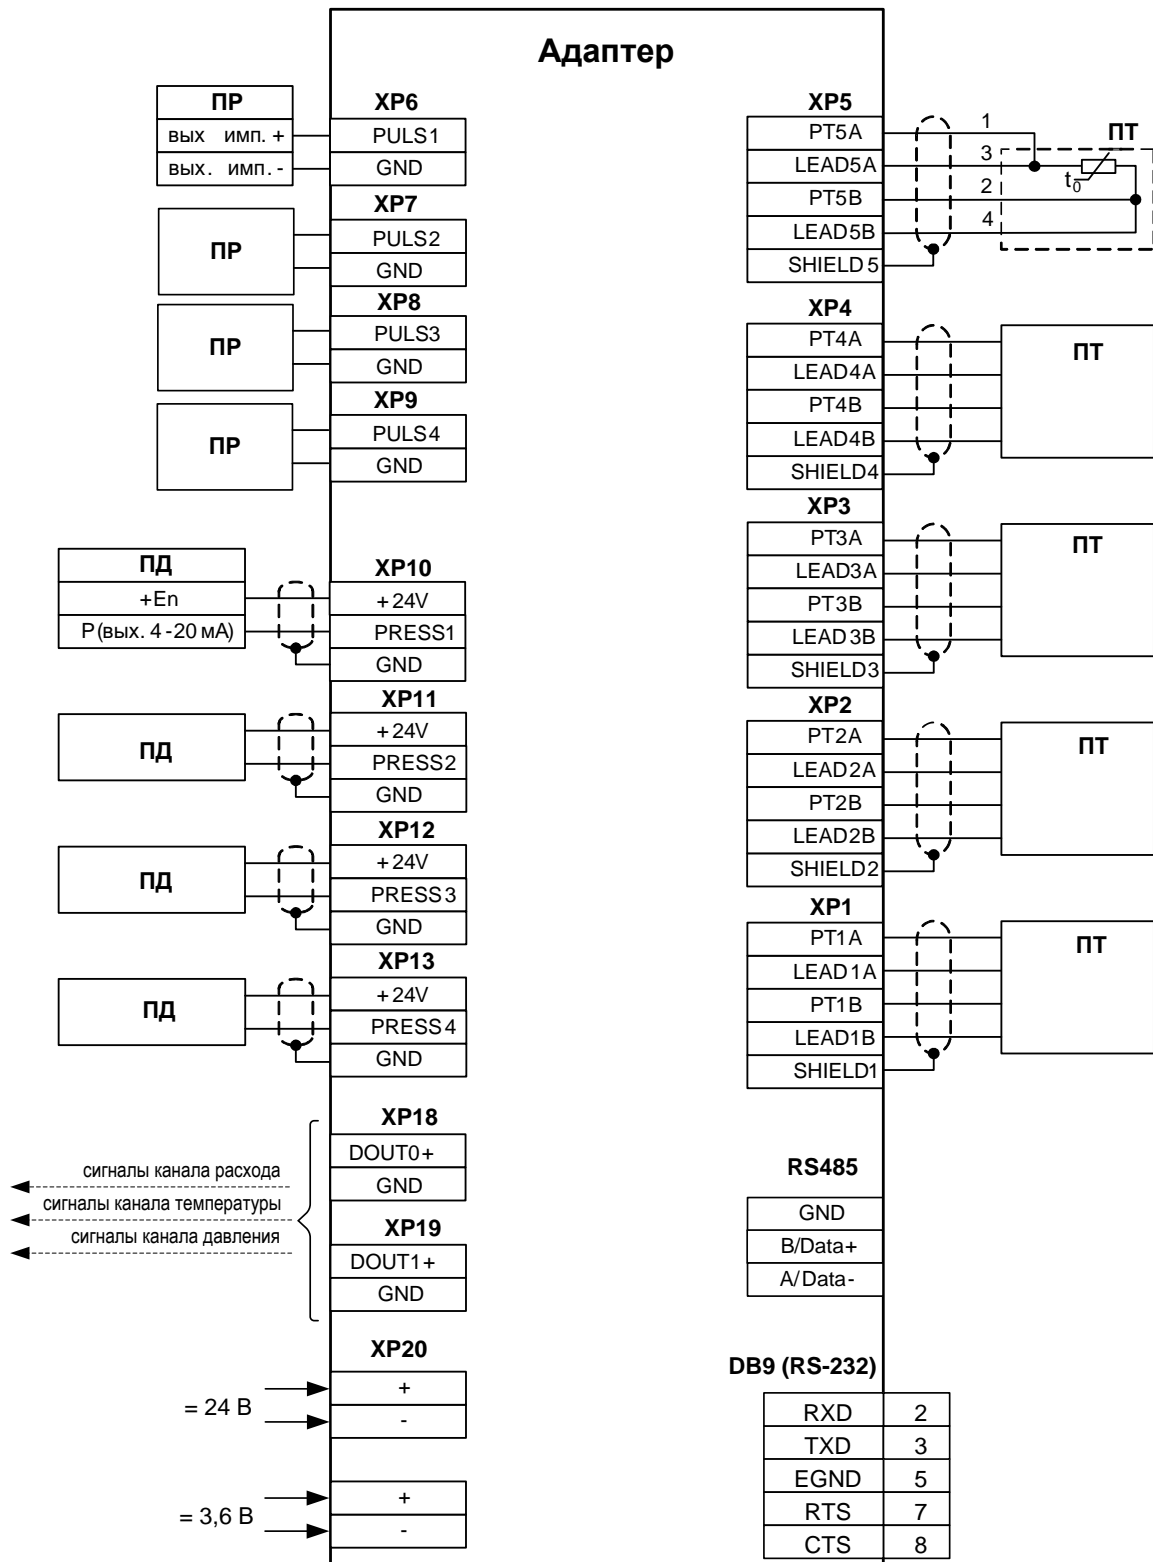 Адаптер
ПР
вых имп. +
вых. имп. -
XP6
PULS1
GND
XP7
ПР
PULS2
GND
XP8
ПР
PULS3
GND
XP9
ПР
PULS4
GND
ПД
+En
P(вых. 4-20 мА)
XP10
+24V
PRESS1
GND
XP11
ПД
+24V
PRESS2
GND
XP12
ПД
+24V
PRESS3
GND
XP13
ПД
+24V
PRESS4
GND
XP18
DOUT0+
GND
сигналы канала расхода
сигналы канала температуры
сигналы канала давления
XP19
DOUT1+
GND
XP20
= 24 В
+
-
= 3,6 В
+
-
XP5
PT5A
LEAD5A
PT5B
LEAD5B
SHIELD5
1
3
2
4
ПТ
t0
XP4
PT4A
LEAD4A
PT4B
LEAD4B
SHIELD4
ПТ
XP3
PT3A
LEAD3A
PT3B
LEAD3B
SHIELD3
ПТ
XP2
PT2A
LEAD2A
PT2B
LEAD2B
SHIELD2
ПТ
XP1
PT1A
LEAD1A
PT1B
LEAD1B
SHIELD1
ПТ
RS485
GND
B/Data+
A/Data-
DB9 (RS-232)
RXD 2
TXD 3
EGND 5
RTS 7
CTS 8